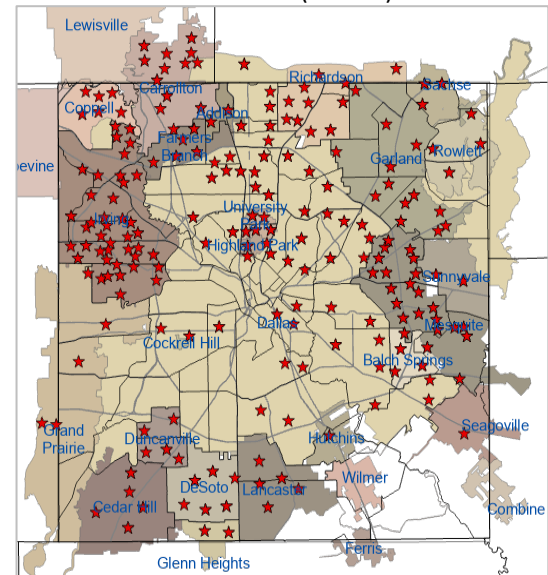 Lewisville
Richardson
Carrollton
Sachse
Coppell
Addison
Farmers
Branch
Garland
Rowlett
evine
Irving
University
Park
Highland Park
Sunnyvale
Dallas
Mesquite
Cockrell Hill
Balch Springs
Grand
Prairie
Duncanville
Hutchins
Seagoville
Wilmer
DeSoto
Lancaster
Cedar Hill
Combine
Ferris
Glenn Heights